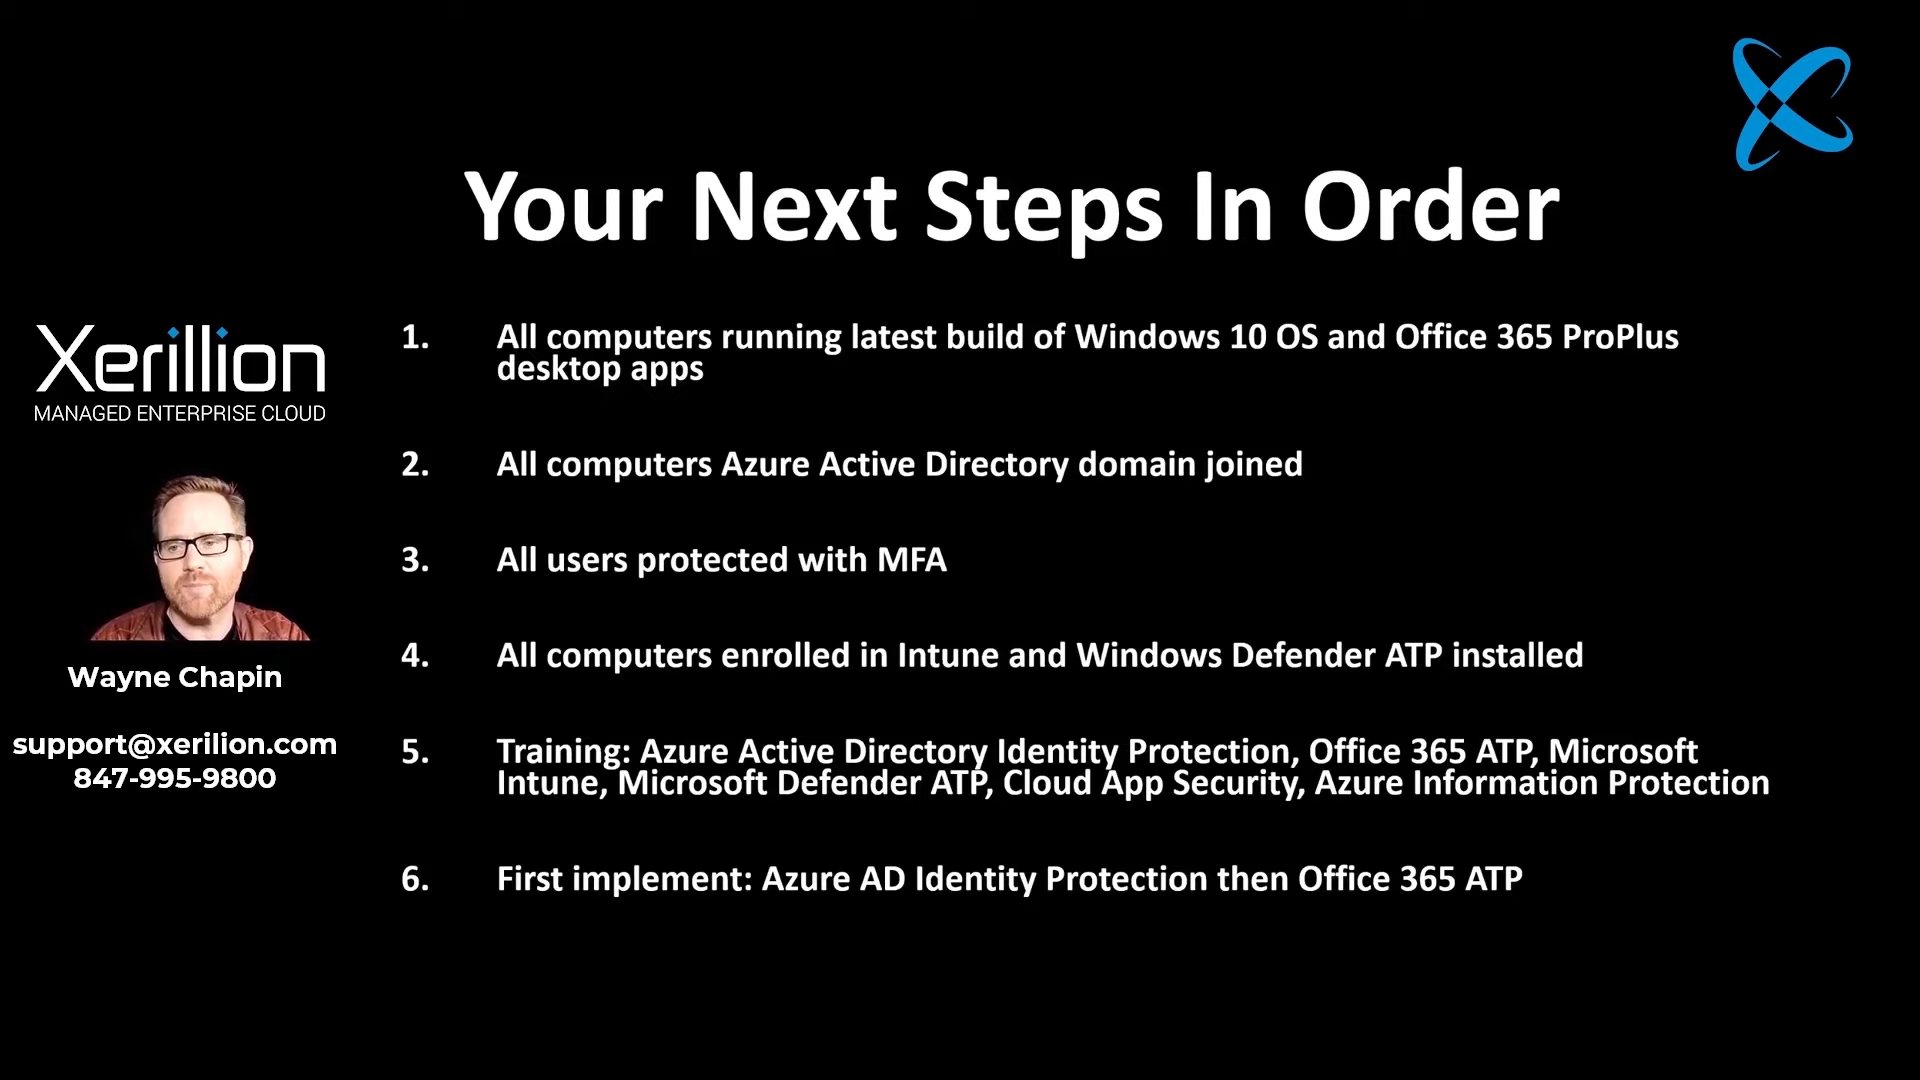 Your Next Steps In Order
Xerillion
MANAGED ENTERPRISE CLOUD
Wayne Chapin
support@xerilion.com
847-995-9800
1. All computers running latest build of Windows 10 OS and Office 365 ProPlus
desktop apps
2. All computers Azure Active Directory domain joined
3. All users protected with MFA
4. All computers enrolled in Intune and Windows Defender ATP installed
5. Training: Azure Active Directory Identity Protection, Office 365 ATP, Microsoft
Intune, Microsoft Defender ATP, Cloud App Security, Azure Information Protection
6. First implement: Azure AD Identity Protection then Office 365 ATP